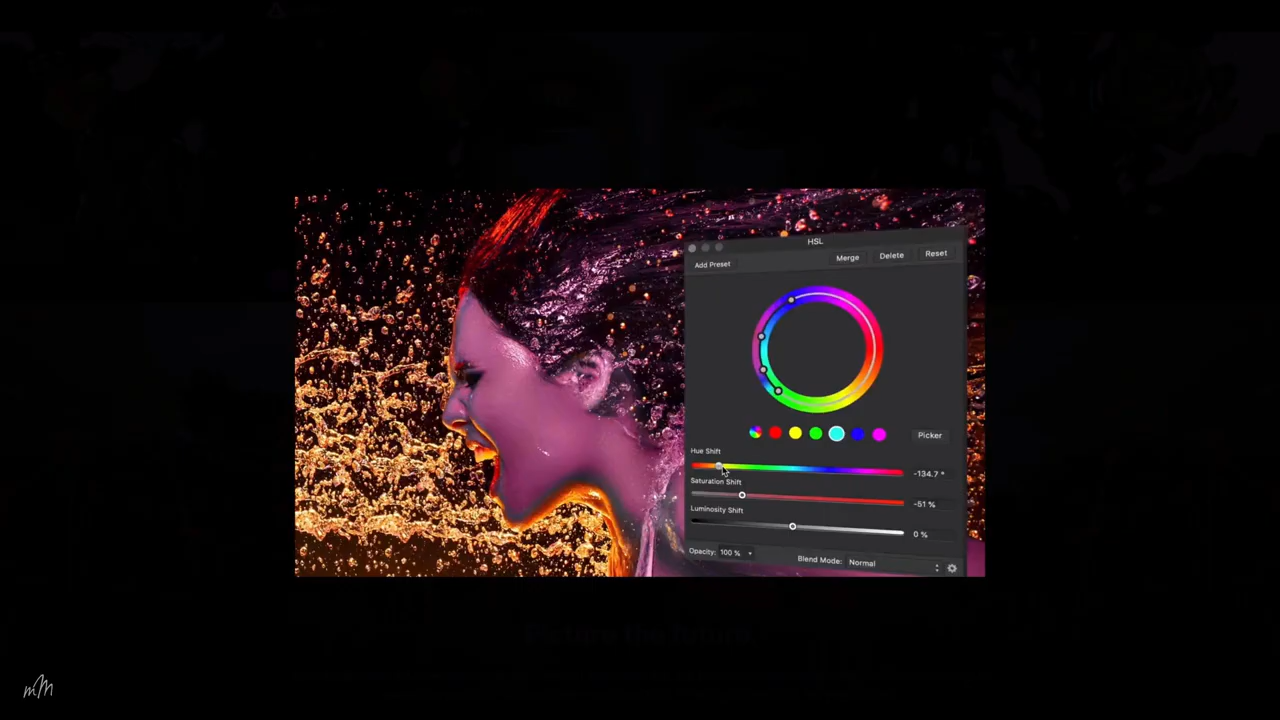 HSL
Add Preset
Merge
Delete
Reset
Picker
Hue Shift
-134.7 °
Saturation Shift
-51 %
Luminosity Shift
0 %
Opacity: 100 %
Blend Mode: Normal
mM